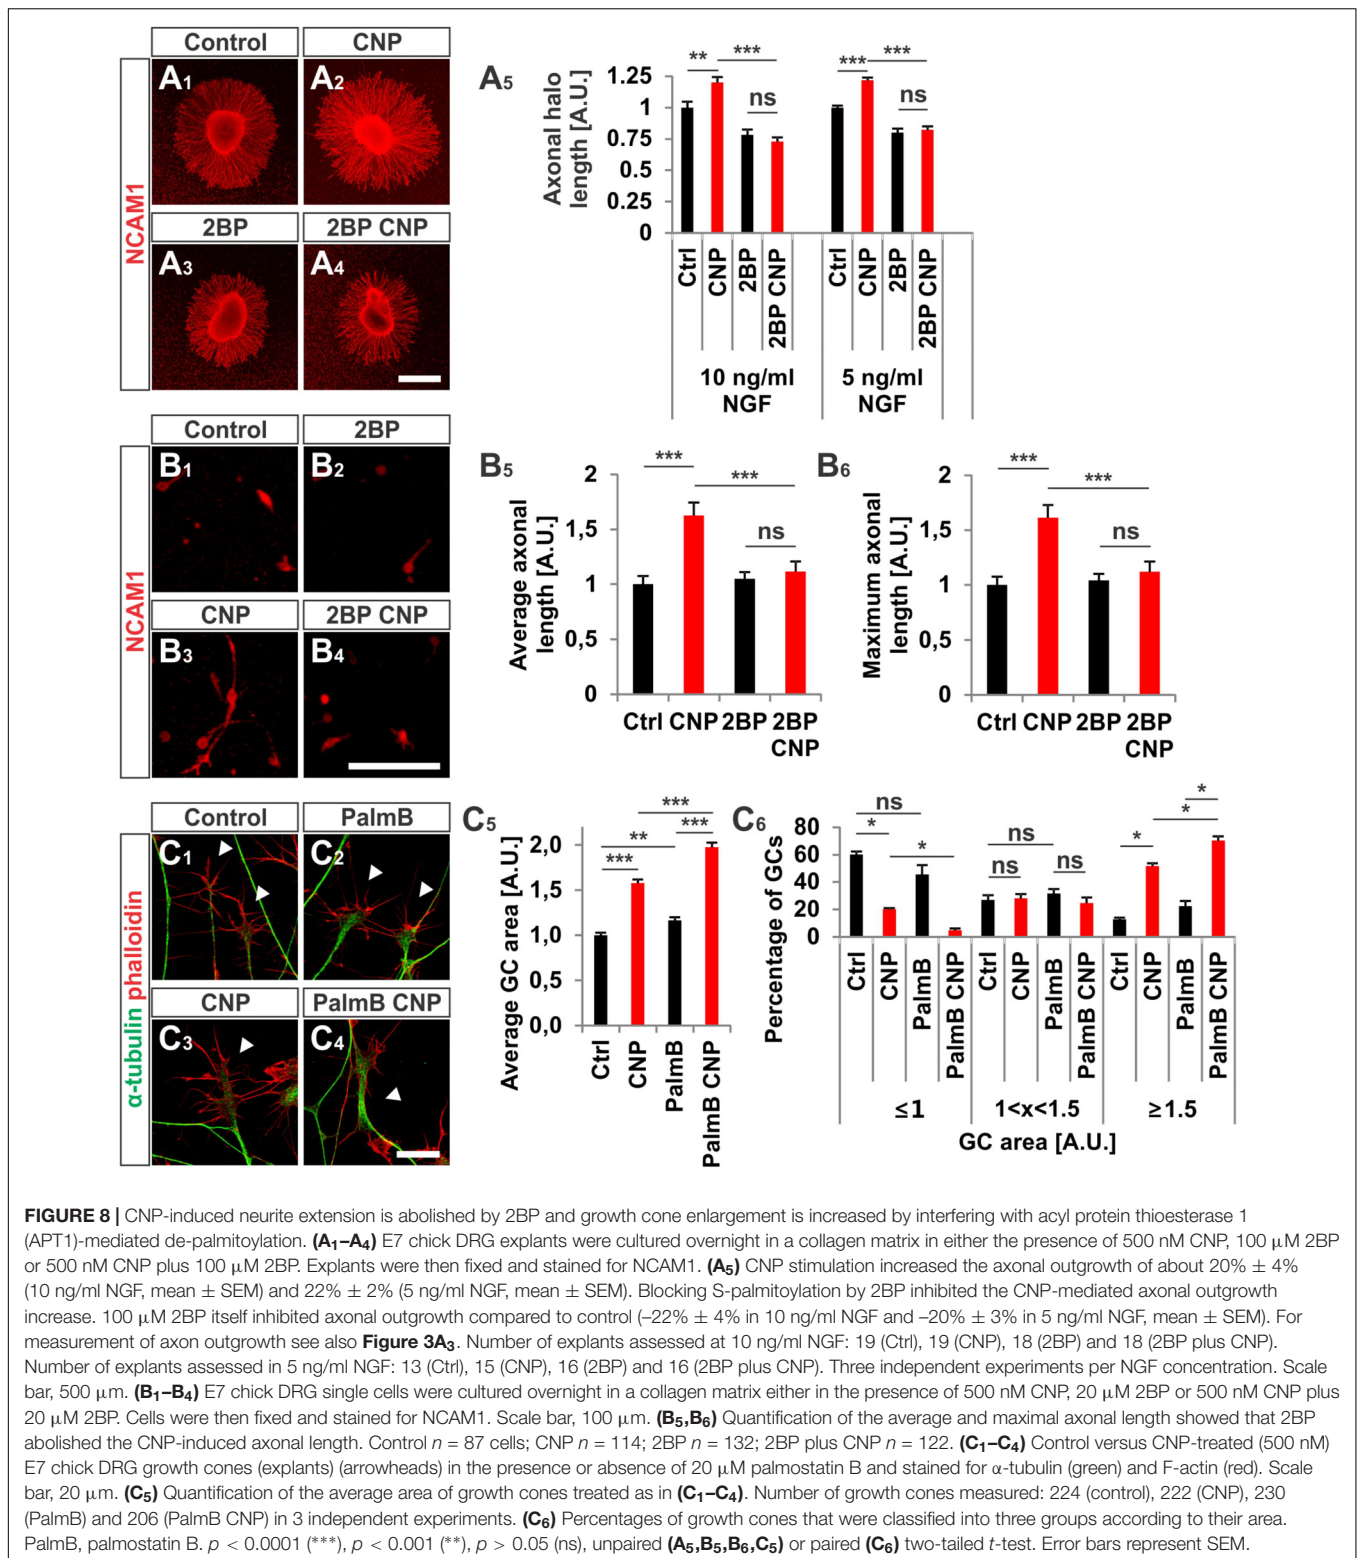 Control CNP
NCAM1
A1 A2
2BP 2BP CNP
A3 A4
A5
Axonal halo
length [A.U.]
** *** *** ***
ns ns
1.25
1
0.75
0.5
0.25
0
Ctrl CNP 2BP 2BP CNP Ctrl CNP 2BP 2BP CNP
10 ng/ml
NGF
5 ng/ml
NGF
Control 2BP
NCAM1
B1 B2
CNP 2BP CNP
B3 B4
B5
Average axonal
length [A.U.]
*** ***
ns
2
1,5
1
0,5
0
Ctrl CNP 2BP 2BP
CNP
B6
Maximum axonal
length [A.U.]
*** ***
ns
2
1,5
1
0,5
0
Ctrl CNP 2BP 2BP
CNP
Control PalmB
α-tubulin phalloidin
C1 C2
CNP PalmB CNP
C3 C4
C5
Average GC area [A.U.]
***
** ***
***
2,0
1,5
1,0
0,5
0,0
Ctrl CNP PalmB PalmB CNP
C6
Percentage of GCs
ns
* *
ns
ns ns
*
* *
80
60
40
20
0
Ctrl CNP PalmB PalmB CNP Ctrl CNP PalmB PalmB CNP Ctrl CNP PalmB PalmB CNP
≤1 1<x<1.5 ≥1.5
GC area [A.U.]
FIGURE 8 | CNP-induced neurite extension is abolished by 2BP and growth cone enlargement is increased by interfering with acyl protein thioesterase 1
(APT1)-mediated de-palmitoylation. (A1–A4) E7 chick DRG explants were cultured overnight in a collagen matrix in either the presence of 500 nM CNP, 100 μM 2BP
or 500 nM CNP plus 100 μM 2BP. Explants were then fixed and stained for NCAM1. (A5) CNP stimulation increased the axonal outgrowth of about 20% ± 4%
(10 ng/ml NGF, mean ± SEM) and 22% ± 2% (5 ng/ml NGF, mean ± SEM). Blocking S-palmitoylation by 2BP inhibited the CNP-mediated axonal outgrowth
increase. 100 μM 2BP itself inhibited axonal outgrowth compared to control (–22% ± 4% in 10 ng/ml NGF and –20% ± 3% in 5 ng/ml NGF, mean ± SEM). For
measurement of axon outgrowth see also Figure 3A3. Number of explants assessed at 10 ng/ml NGF: 19 (Ctrl), 19 (CNP), 18 (2BP) and 18 (2BP plus CNP).
Number of explants assessed in 5 ng/ml NGF: 13 (Ctrl), 15 (CNP), 16 (2BP) and 16 (2BP plus CNP). Three independent experiments per NGF concentration. Scale
bar, 500 μm. (B1–B4) E7 chick DRG single cells were cultured overnight in a collagen matrix either in the presence of 500 nM CNP, 20 μM 2BP or 500 nM CNP plus
20 μM 2BP. Cells were then fixed and stained for NCAM1. Scale bar, 100 μm. (B5,B6) Quantification of the average and maximal axonal length showed that 2BP
abolished the CNP-induced axonal length. Control n = 87 cells; CNP n = 114; 2BP n = 132; 2BP plus CNP n = 122. (C1–C4) Control versus CNP-treated (500 nM)
E7 chick DRG growth cones (explants) (arrowheads) in the presence or absence of 20 μM palmostatin B and stained for α-tubulin (green) and F-actin (red). Scale
bar, 20 μm. (C5) Quantification of the average area of growth cones treated as in (C1–C4). Number of growth cones measured: 224 (control), 222 (CNP), 230
(PalmB) and 206 (PalmB CNP) in 3 independent experiments. (C6) Percentages of growth cones that were classified into three groups according to their area.
PalmB, palmostatin B. p < 0.0001 (***), p < 0.001 (**), p > 0.05 (ns), unpaired (A5,B5,B6,C5) or paired (C6) two-tailed t-test. Error bars represent SEM.